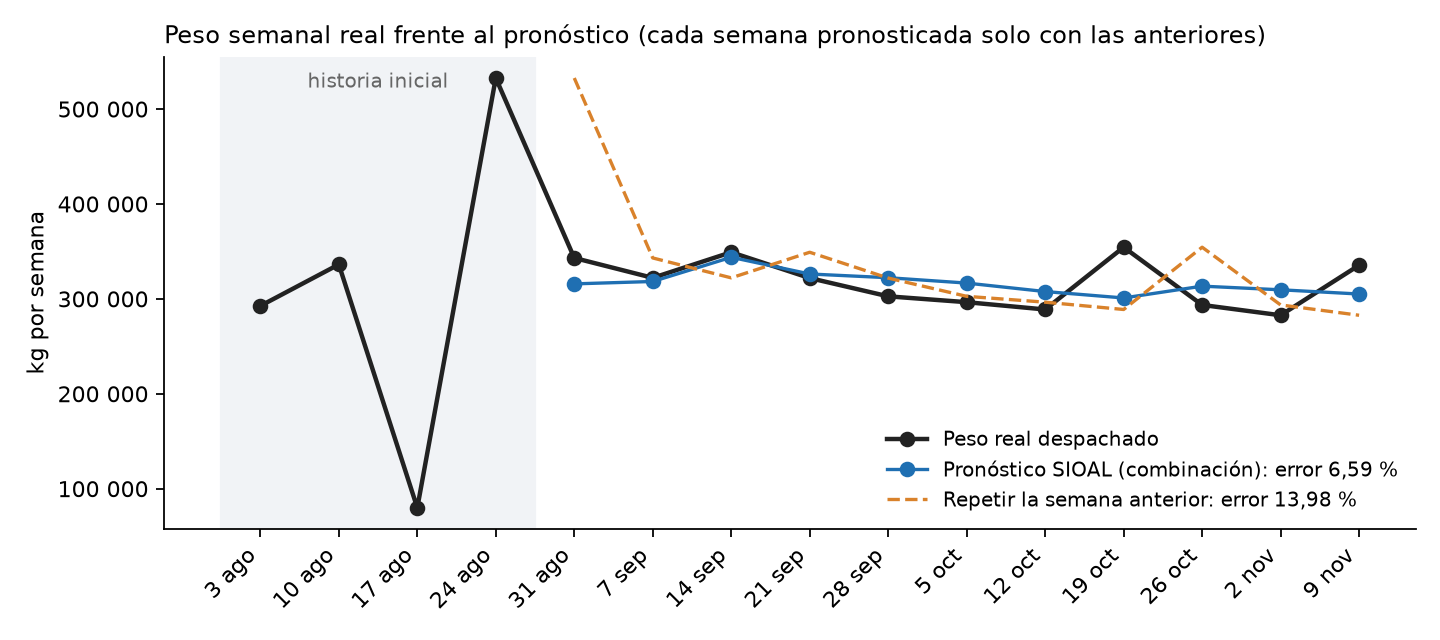 Peso semanal real frente al pronóstico (cada semana pronosticada solo con las anteriores)
historia inicial
kg por semana
500 000
400 000
300 000
200 000
100 000
Peso real despachado
Pronóstico SIOAL (combinación): error 6,59 %
Repetir la semana anterior: error 13,98 %
3 ago
10 ago
17 ago
24 ago
31 ago
7 sep
14 sep
21 sep
28 sep
5 oct
12 oct
19 oct
26 oct
2 nov
9 nov